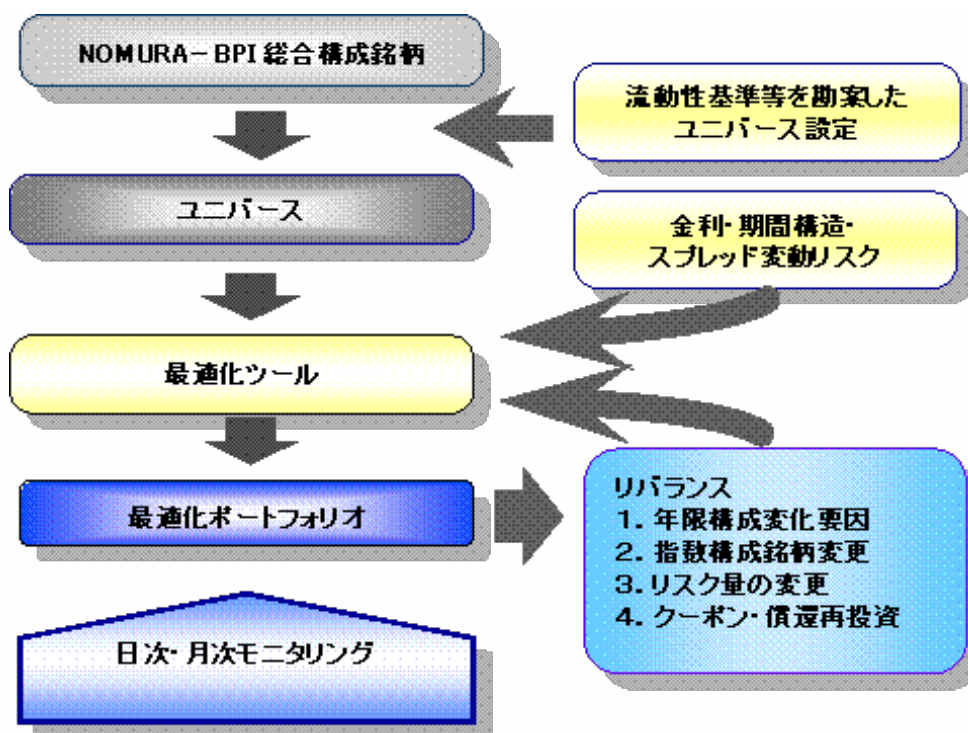 NOMURA－BPI 総合構成銘柄
流動性基準等を勘案した
ユニバース設定
ユニバース
金利・期間構造・
スプレッド変動リスク
最適化ツール
最適化ポートフォリオ
リバランス
1. 年限構成変化要因
2. 指数構成銘柄変更
3. リスク量の変更
4. クーポン・償還再投資
日次・月次モニタリング